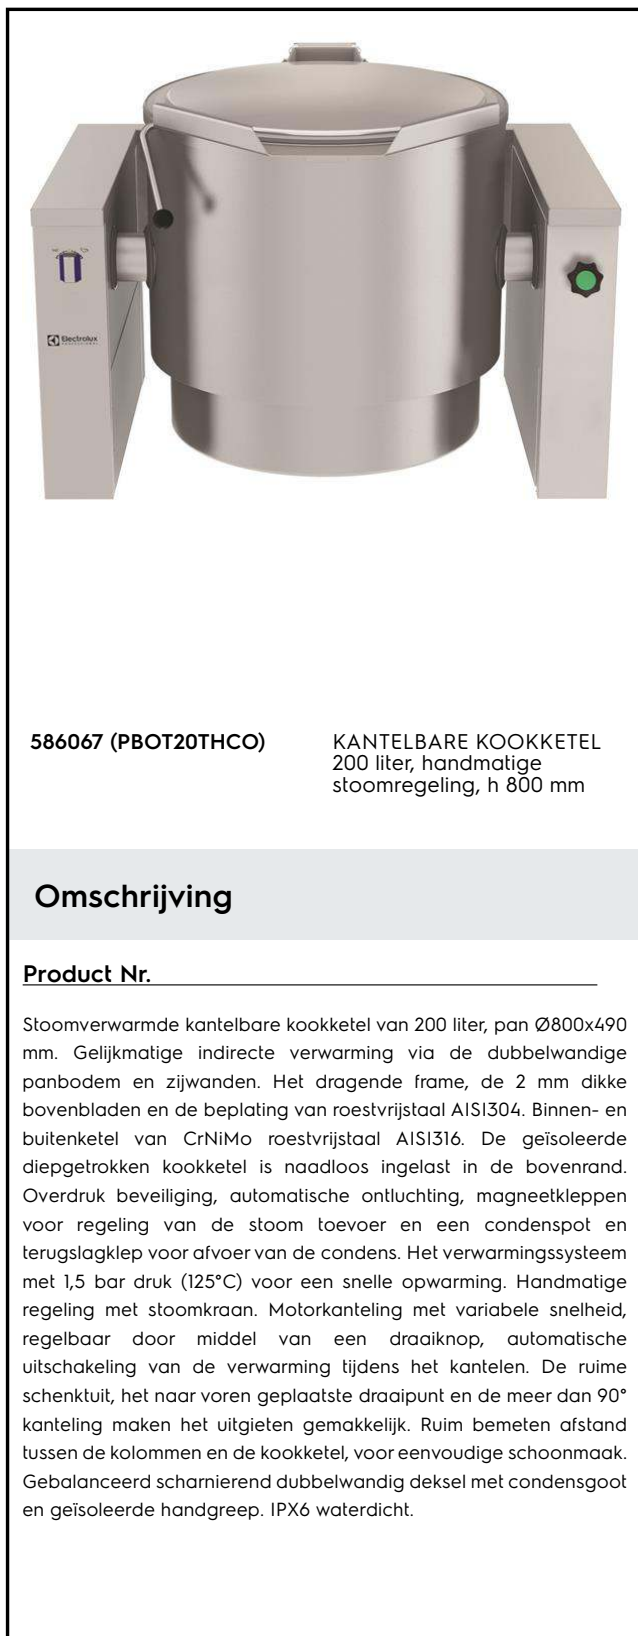 Electrolux
PROFESSIONAL
586067 (PBOT20THCO)
KANTELBARE KOOKKETEL
200 liter, handmatige
stoomregeling, h 800 mm
Omschrijving
Product Nr.
Stoomverwarmde kantelbare kookketel van 200 liter, pan Ø800x490
mm. Gelijkmatige indirecte verwarming via de dubbelwandige
panbodem en zijwanden. Het dragende frame, de 2 mm dikke
bovenbladen en de beplating van roestvrijstaal AISI304. Binnen- en
buitenketel van CrNiMo roestvrijstaal AISI316. De geïsoleerde
diepgetrokken kookketel is naadloos ingelast in de bovenrand.
Overdruk beveiliging, automatische ontluchting, magneetkleppen
voor regeling van de stoom toevoer en een condenspot en
terugslagklep voor afvoer van de condens. Het verwarmingssysteem
met 1,5 bar druk (125°C) voor een snelle opwarming. Handmatige
regeling met stoomkraan. Motorkanteling met variabele snelheid,
regelbaar door middel van een draaiknop, automatische
uitschakeling van de verwarming tijdens het kantelen. De ruime
schenktuit, het naar voren geplaatste draaipunt en de meer dan 90°
kanteling maken het uitgieten gemakkelijk. Ruim bemeten afstand
tussen de kolommen en de kookketel, voor eenvoudige schoonmaak.
Gebalanceerd scharnierend dubbelwandig deksel met condensgoot
en geïsoleerde handgreep. IPX6 waterdicht.